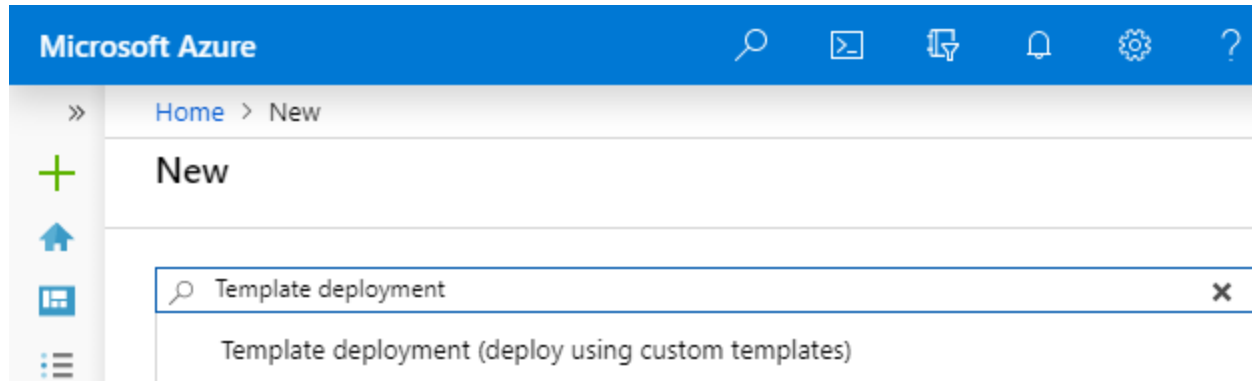 Microsoft Azure
Home > New
New
Template deployment
Template deployment (deploy using custom templates)